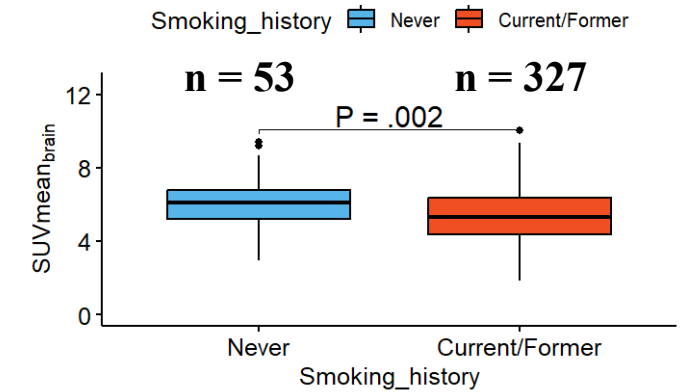 Smoking_history Never Current/Former
n = 53 n = 327
12
P = .002
8
4
0
SUVmeanbrain
Never Current/Former
Smoking_history